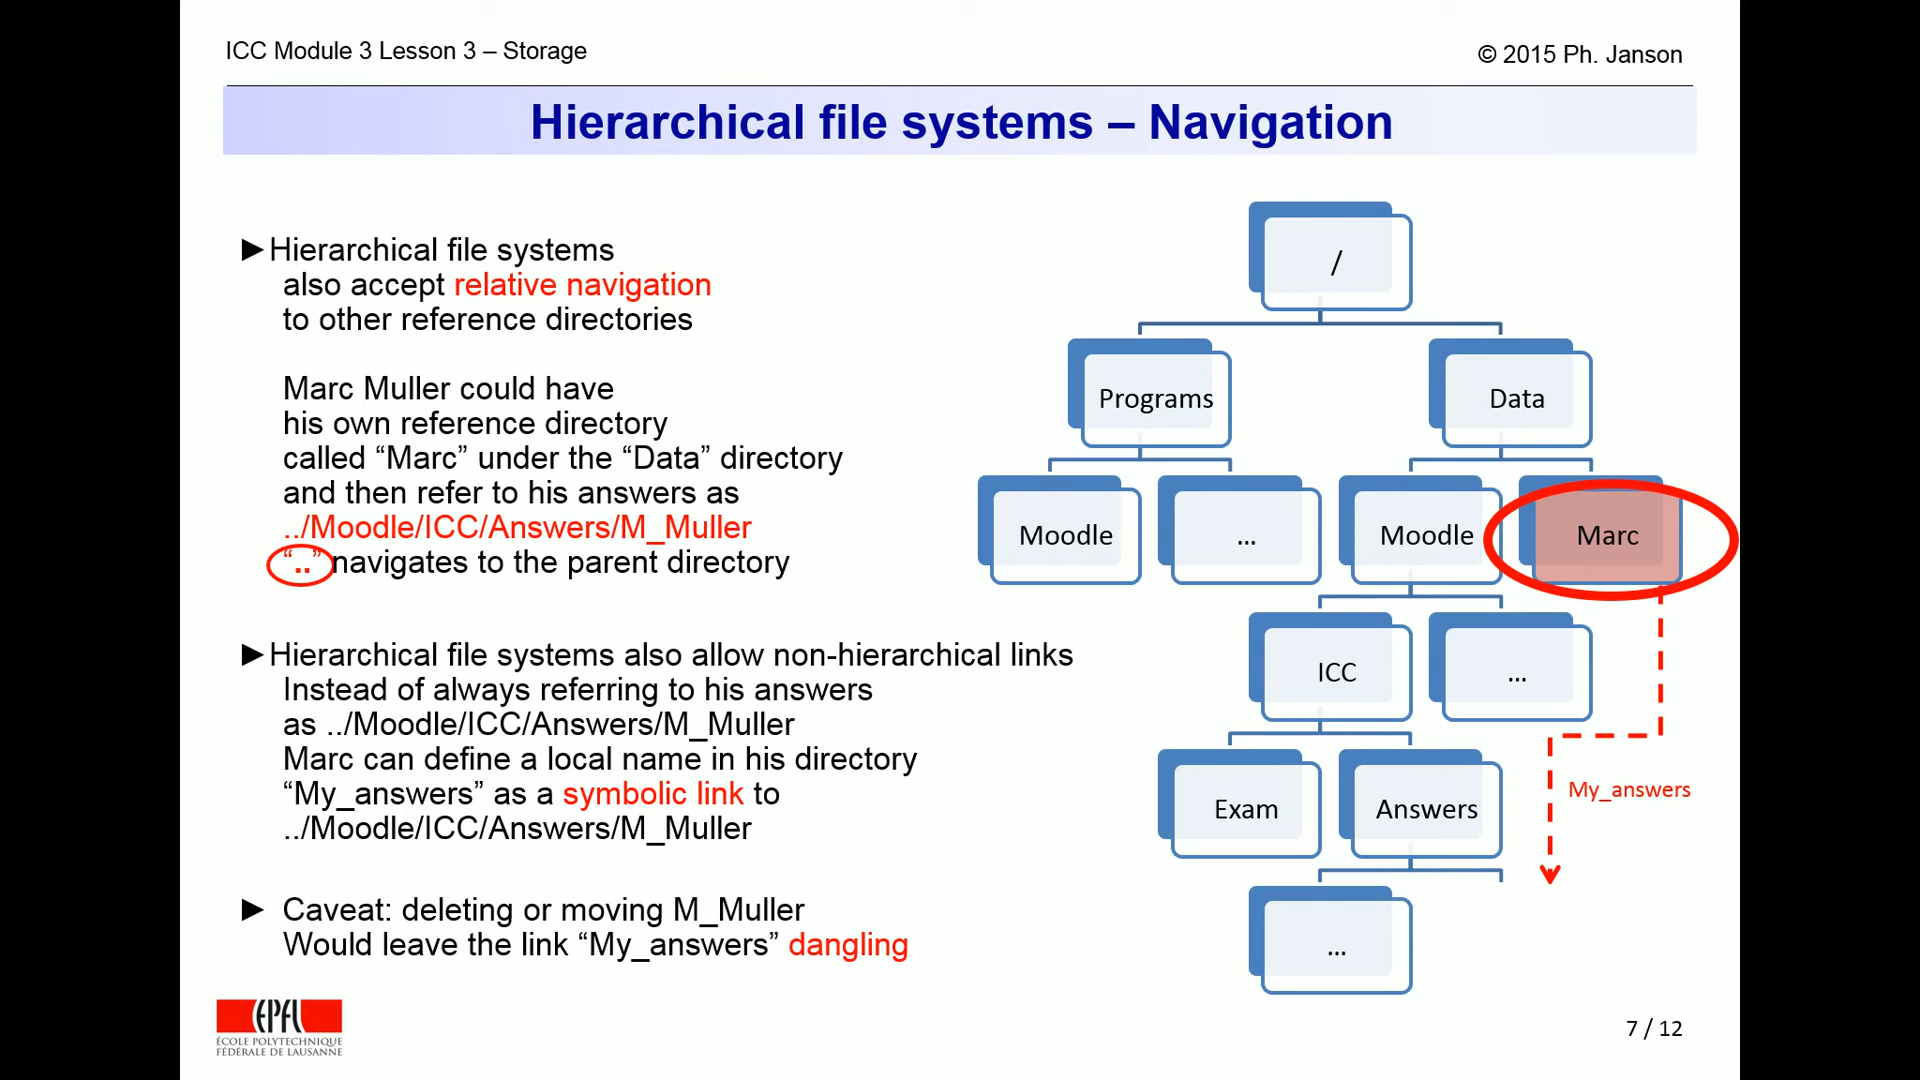 ICC Module 3 Lesson 3 – Storage
© 2015 Ph. Janson
Hierarchical file systems – Navigation
►Hierarchical file systems
also accept relative navigation
to other reference directories
Marc Muller could have
his own reference directory
called “Marc” under the “Data” directory
and then refer to his answers as
../Moodle/ICC/Answers/M_Muller
“..” navigates to the parent directory
►Hierarchical file systems also allow non-hierarchical links
Instead of always referring to his answers
as ../Moodle/ICC/Answers/M_Muller
Marc can define a local name in his directory
“My_answers” as a symbolic link to
../Moodle/ICC/Answers/M_Muller
► Caveat: deleting or moving M_Muller
Would leave the link “My_answers” dangling
/
Programs
Data
Moodle
...
Moodle
Marc
ICC
...
Exam
Answers
My_answers
...
EPFL
ÉCOLE POLYTECHNIQUE
FÉDÉRALE DE LAUSANNE
7 / 12